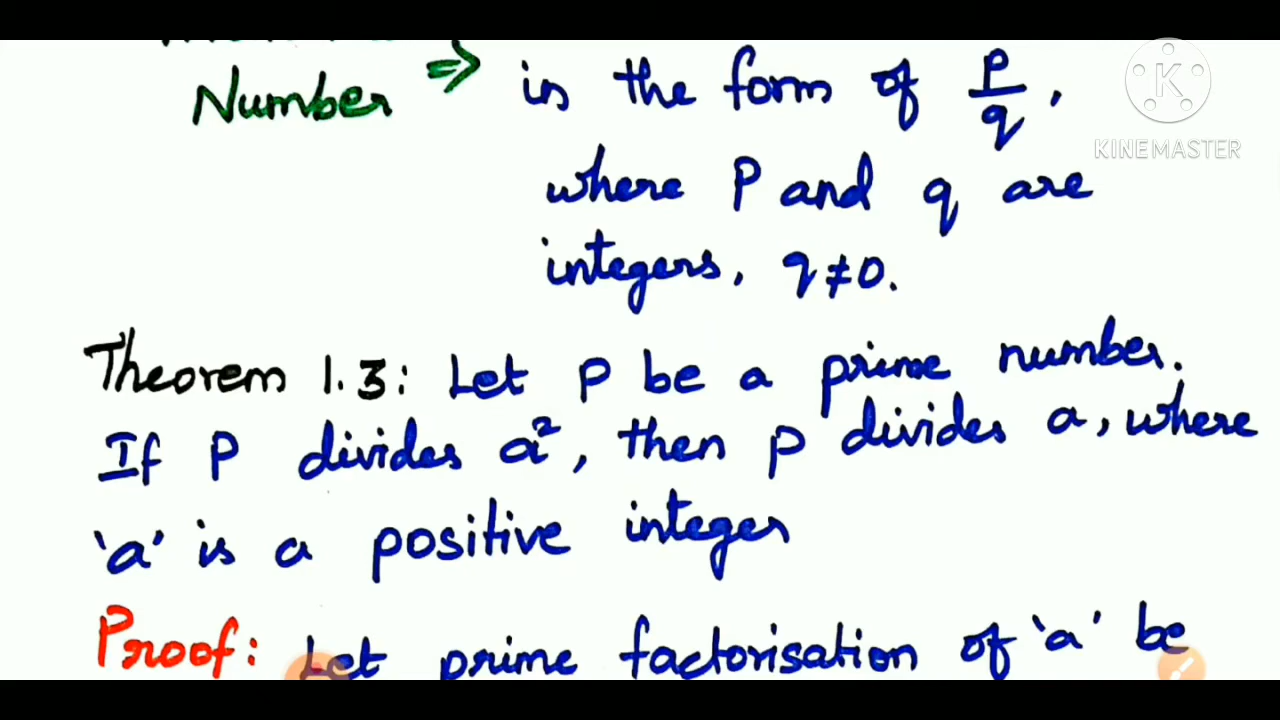 Number ⇒ in the form of p/q,
K
KINEMASTER
where P and q are
integers, q≠0.
Theorem 1.3: Let P be a prime number.
If P divides a², then p divides a, where
'a' is a positive integer
Proof: Let prime factorisation of 'a' be